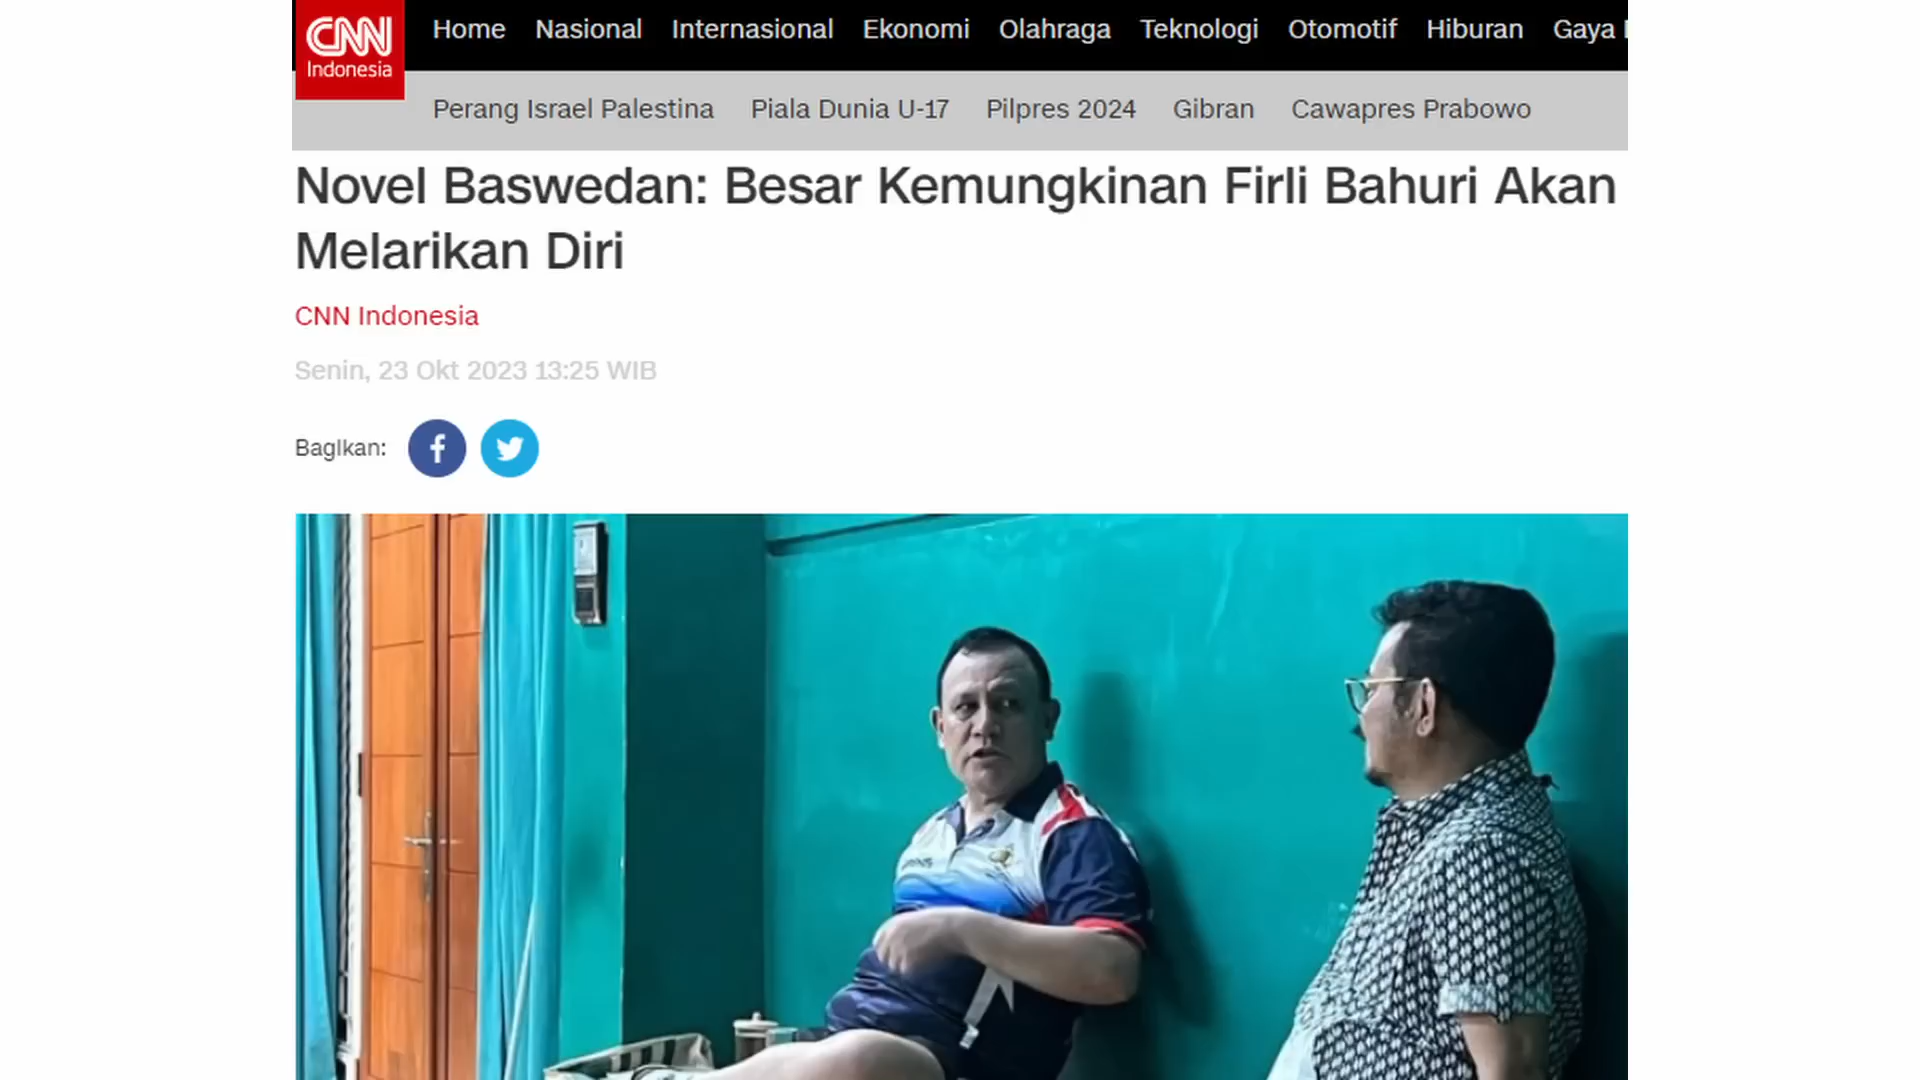 CNN
Indonesia
Home Nasional Internasional Ekonomi Olahraga Teknologi Otomotif Hiburan Gaya
Perang Israel Palestina Piala Dunia U-17 Pilpres 2024 Gibran Cawapres Prabowo
Novel Baswedan: Besar Kemungkinan Firli Bahuri Akan
Melarikan Diri
CNN Indonesia
Senin, 23 Okt 2023 13:25 WIB
Bagikan: